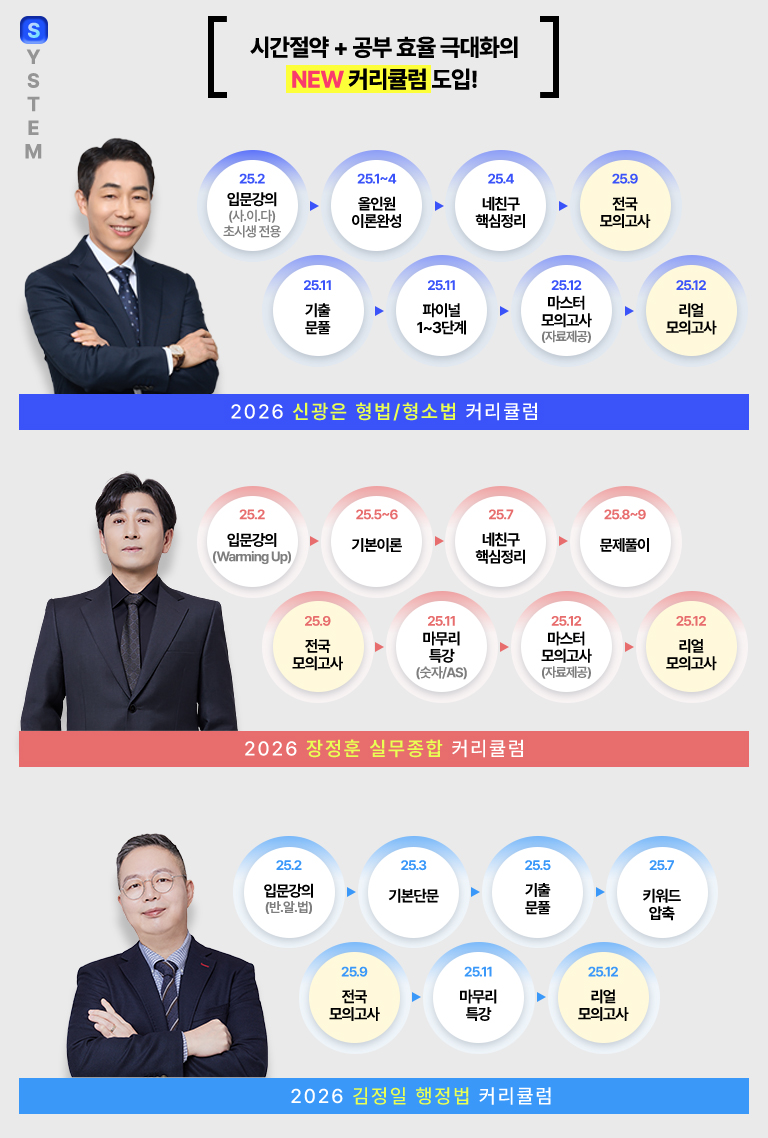 S
Y
S
T
E
M
시간절약 + 공부 효율 극대화의
NEW 커리큘럼 도입!
25.2
입문강의
(사.이.다)
초시생 전용
25.1~4
올인원
이론완성
25.4
네친구
핵심정리
25.9
전국
모의고사
25.11
기출
문풀
25.11
파이널
1~3단계
25.12
마스터
모의고사
(자료제공)
25.12
리얼
모의고사
2026 신광은 형법/형소법 커리큘럼
25.2
입문강의
(Warming Up)
25.5~6
기본이론
25.7
네친구
핵심정리
25.8~9
문제풀이
25.9
전국
모의고사
25.11
마무리
특강
(숫자/AS)
25.12
마스터
모의고사
(자료제공)
25.12
리얼
모의고사
2026 장정훈 실무종합 커리큘럼
25.2
입문강의
(반.알.법)
25.3
기본단문
25.5
기출
문풀
25.7
키워드
압축
25.9
전국
모의고사
25.11
마무리
특강
25.12
리얼
모의고사
2026 김정일 행정법 커리큘럼